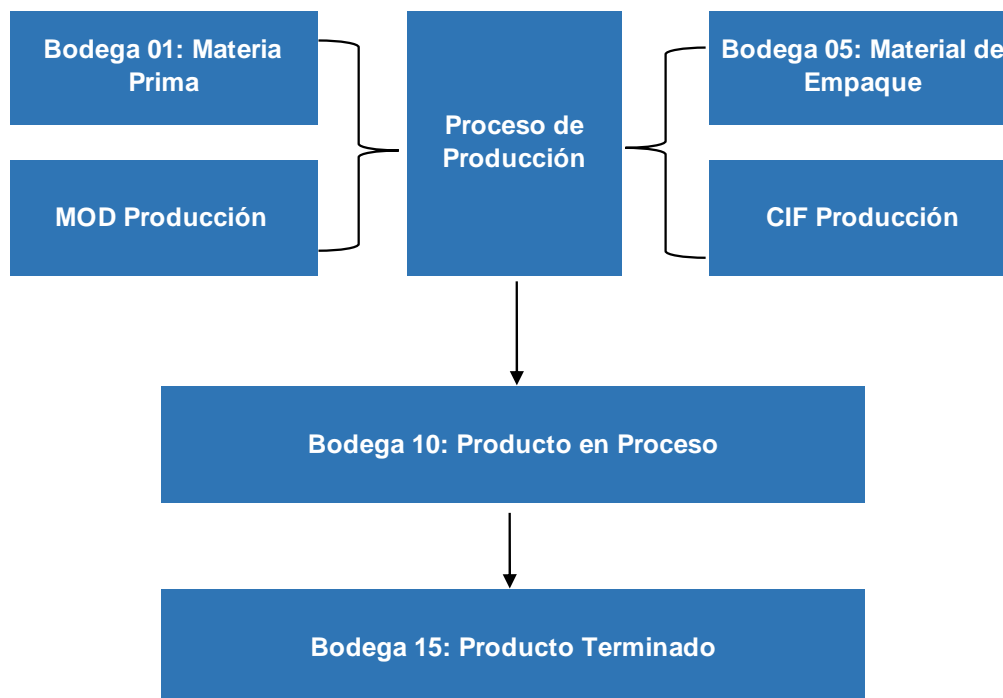 Bodega 01: Materia
Prima
MOD Producción
Proceso de
Producción
Bodega 05: Material de
Empaque
CIF Producción
Bodega 10: Producto en Proceso
Bodega 15: Producto Terminado